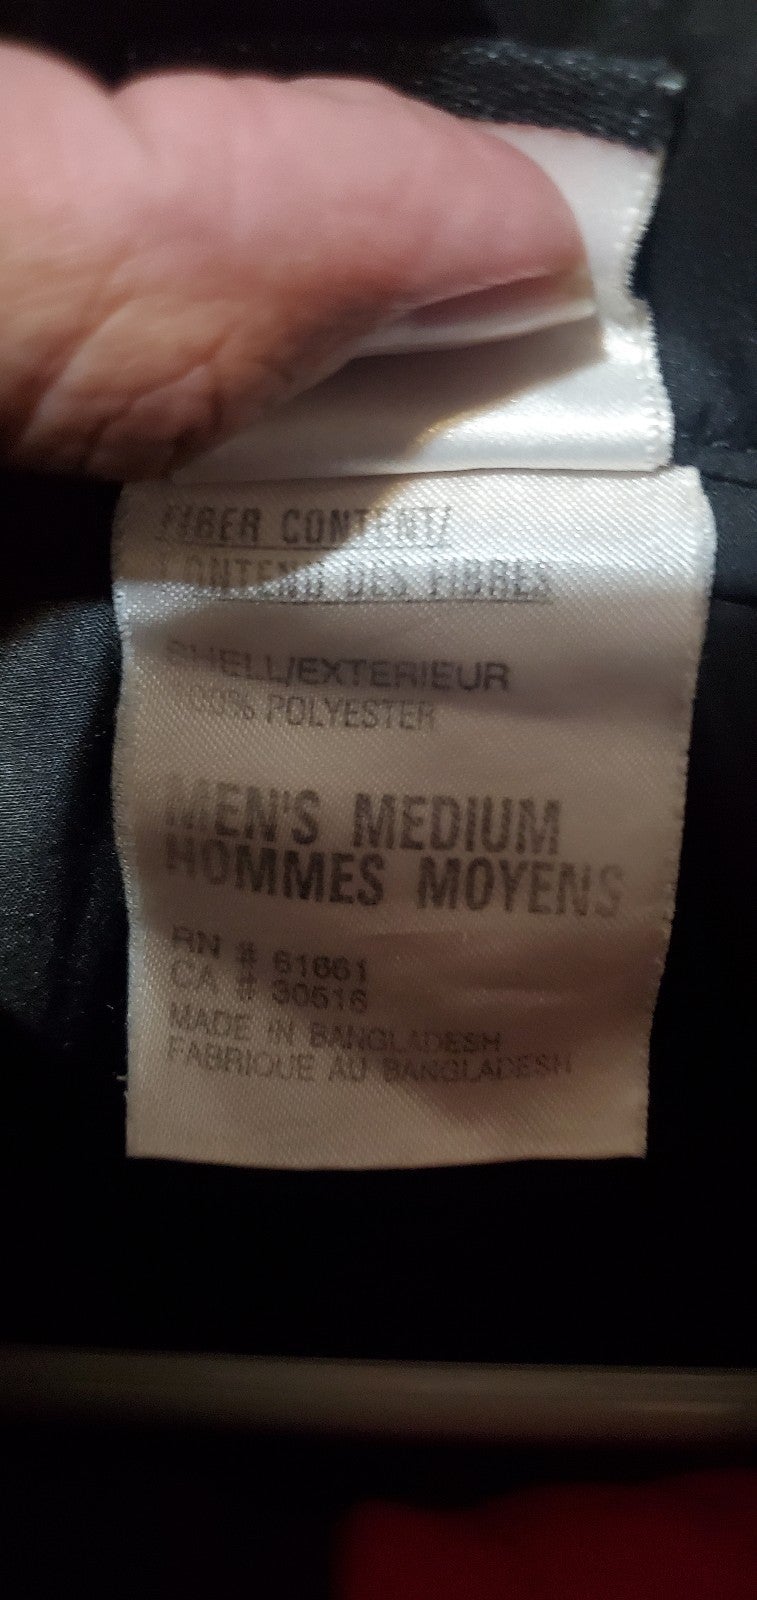 FIBER CONTENT/
CONTENU DES FIBRES
SHELL/EXTERIEUR
100% POLYESTER
MEN'S MEDIUM
HOMMES MOYENS
RN # 61661
CA # 30516
MADE IN BANGLADESH
FABRIQUE AU BANGLADESH